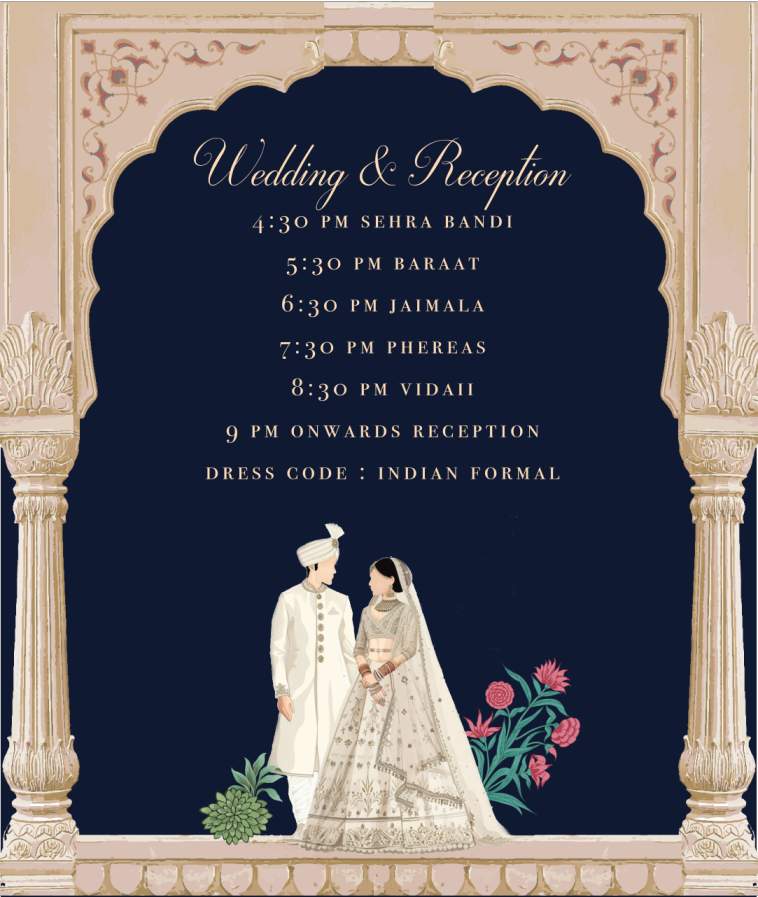 Wedding & Reception
4:30 PM SEHRA BANDI
5:30 PM BARAAT
6:30 PM JAIMALA
7:30 PM PHEREAS
8:30 PM VIDAII
9 PM ONWARDS RECEPTION
DRESS CODE : INDIAN FORMAL